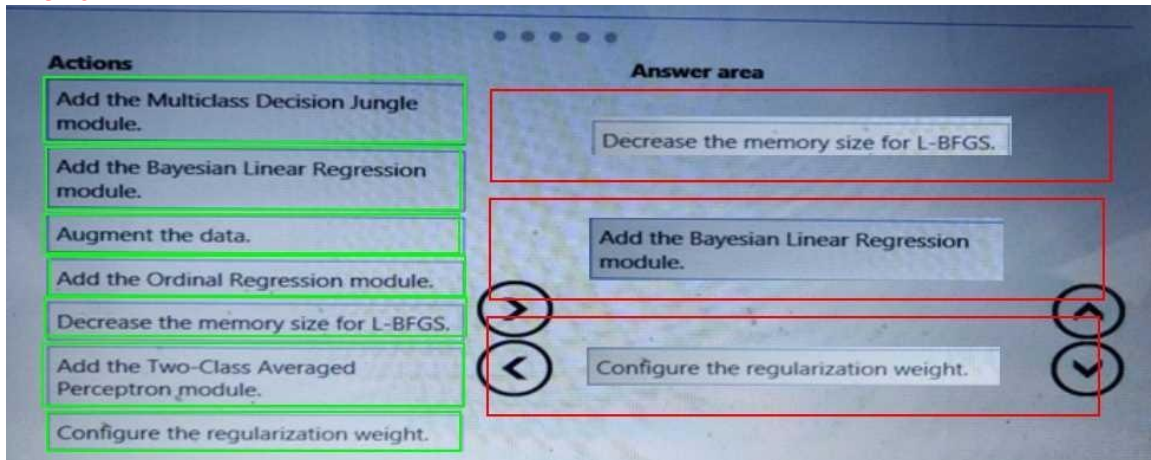 Actions
Add the Multiclass Decision Jungle
module.
Add the Bayesian Linear Regression
module.
Augment the data.
Add the Ordinal Regression module.
Decrease the memory size for L-BFGS.
Add the Two-Class Averaged
Perceptron module.
Configure the regularization weight.
Answer area
Decrease the memory size for L-BFGS.
Add the Bayesian Linear Regression
module.
Configure the regularization weight.